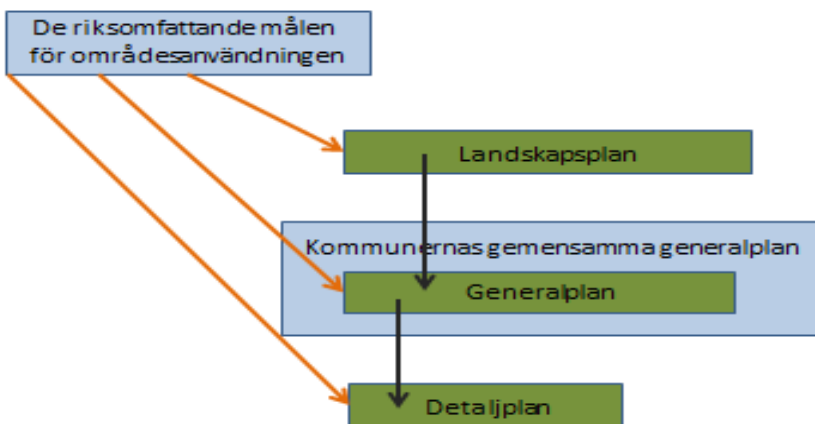 De riksomfattande målen
för områdesanvändningen
Landskapsplan
Kommunernas gemensamma generalplan
Generalplan
Detaljplan